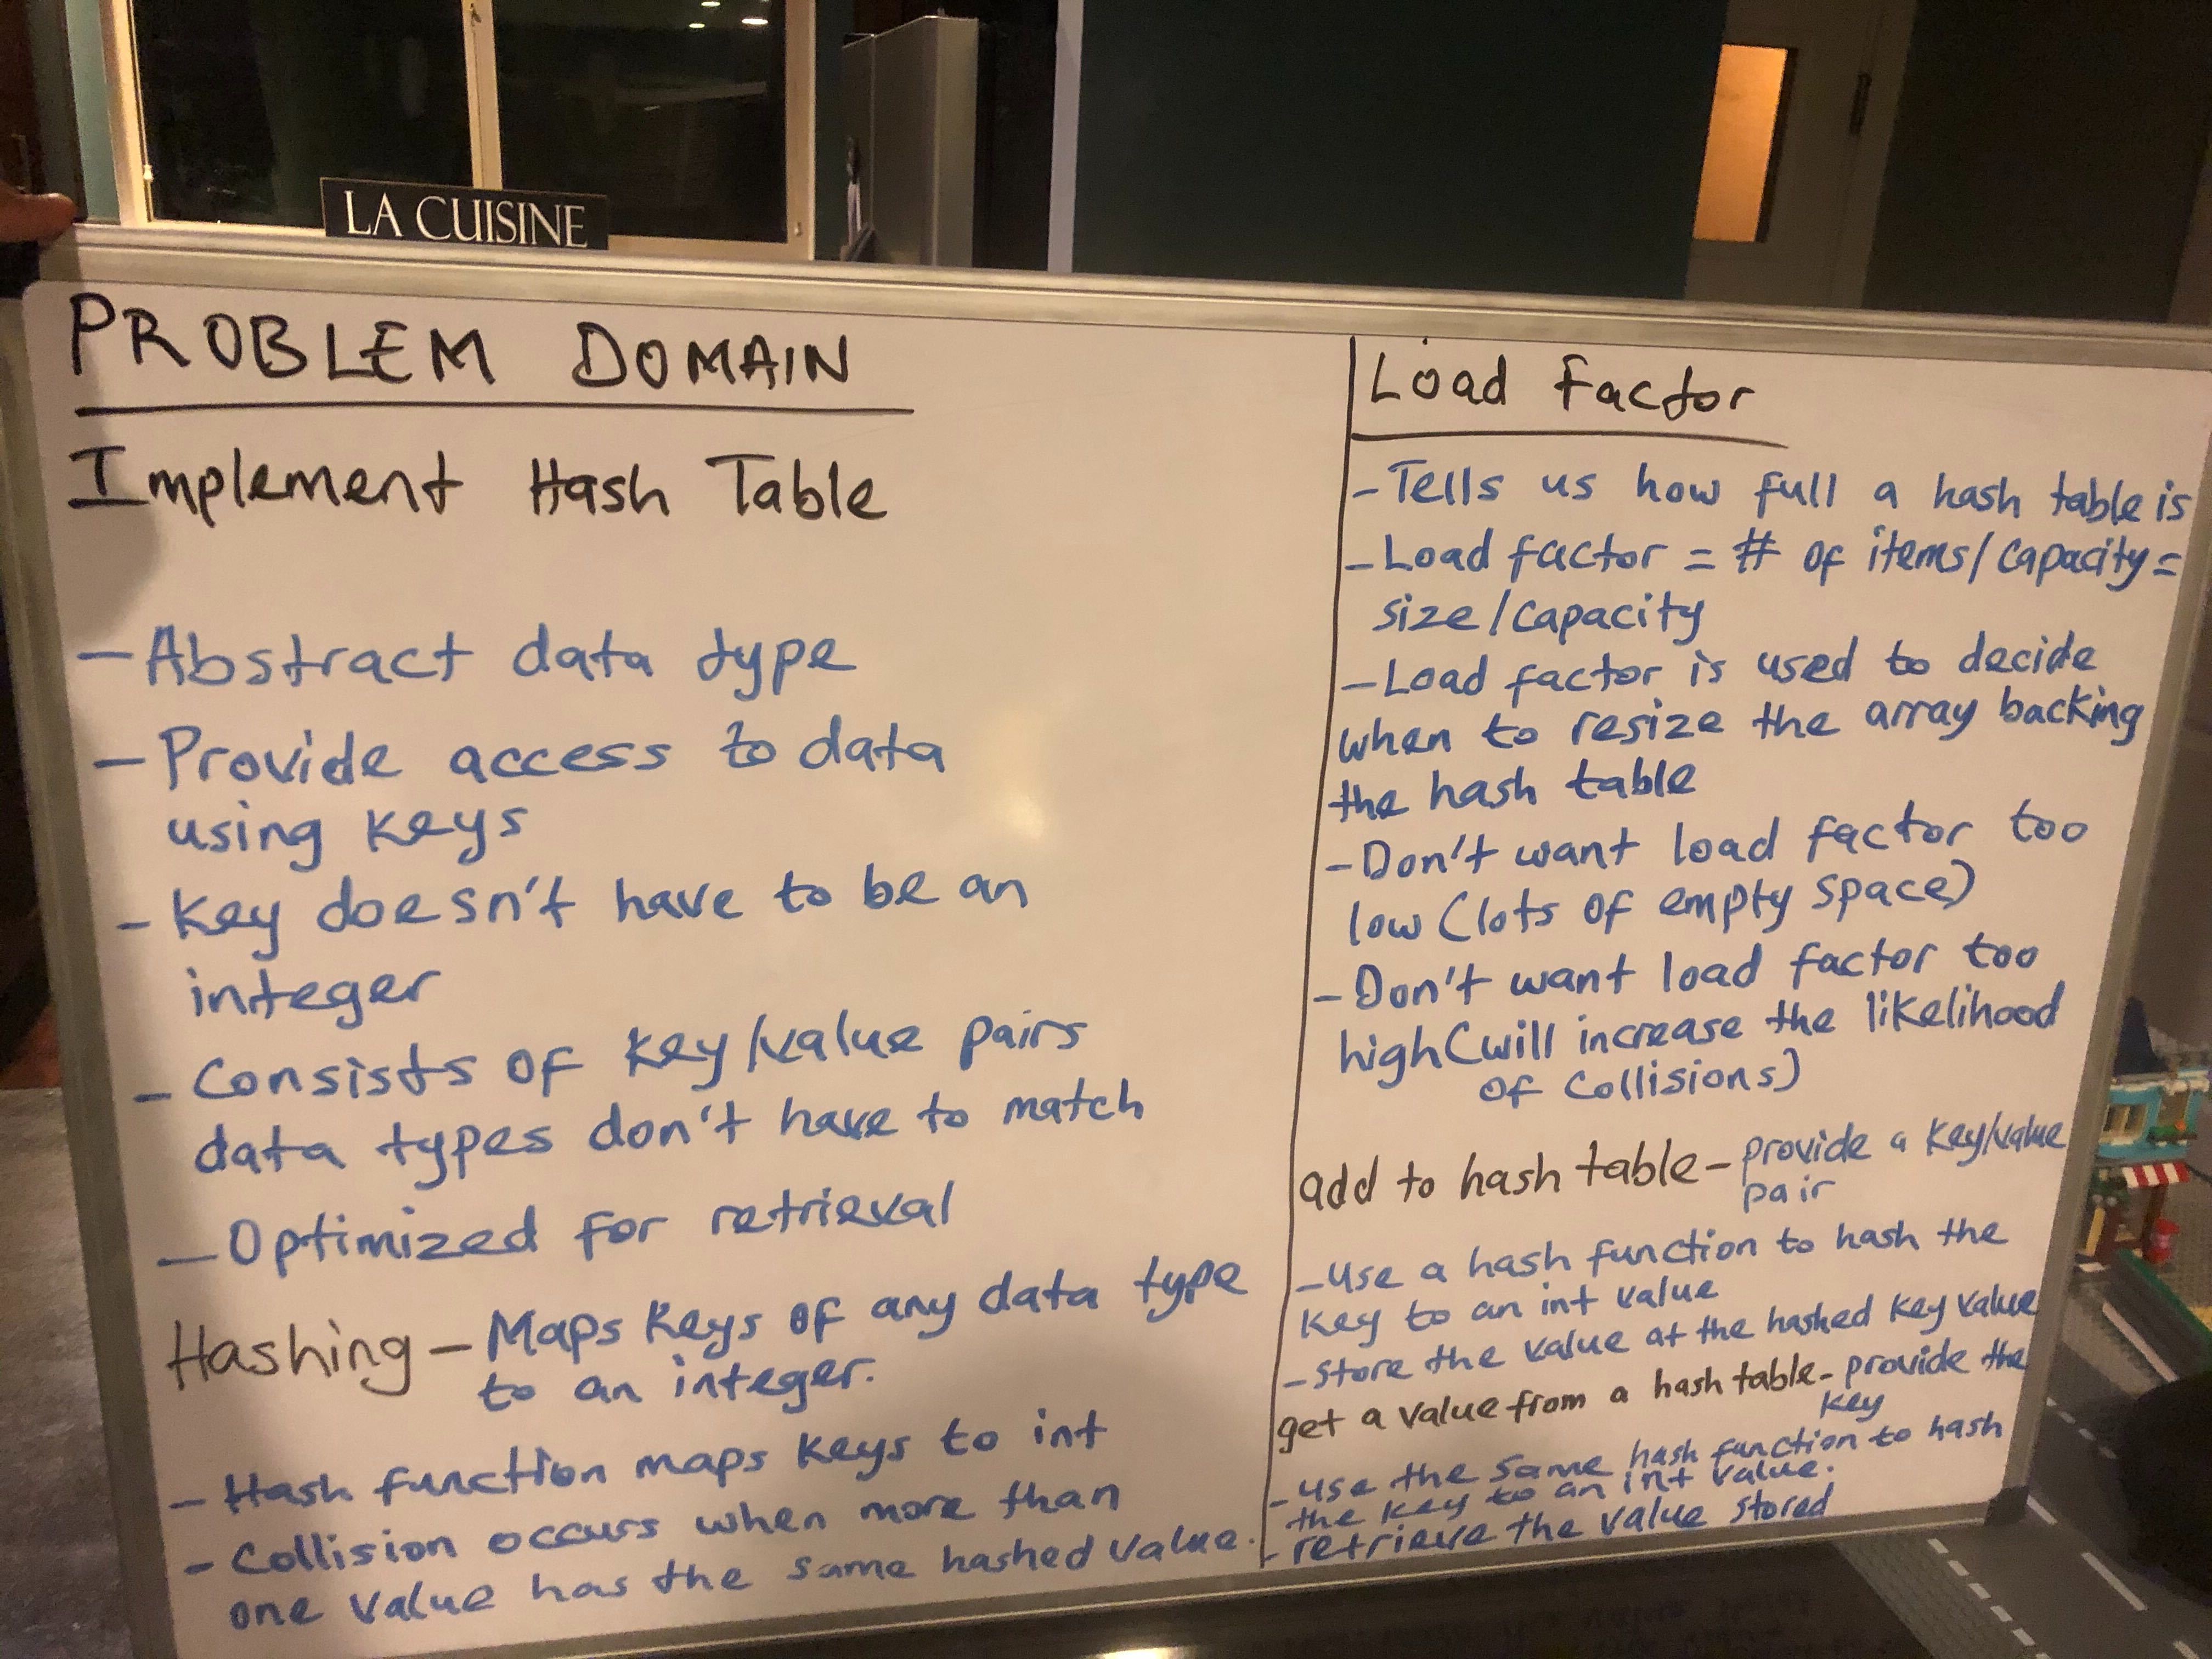 LA CUISINE
PROBLEM DOMAIN
Implement Hash Table
- Abstract data type
- Provide access to data
using keys
- Key doesn't have to be an
integer
- Consists of key/value pairs
data types don't have to match
- Optimized for retrieval
Hashing - Maps keys of any data type
to an integer.
- Hash function maps keys to int
- Collision occurs when more than
one value has the same hashed value.
Load Factor
- Tells us how full a hash table is
- Load factor = # of items/capacity =
size/capacity
- Load factor is used to decide
when to resize the array backing
the hash table
- Don't want load factor too
low (lots of empty space)
- Don't want load factor too
high (will increase the likelihood
of collisions)
add to hash table - provide a key/value
pair
- use a hash function to hash the
key to an int value
- store the value at the hashed key value
get a value from a hash table - provide the
key
- use the same hash function to hash
the key to an int value.
- retrieve the value stored